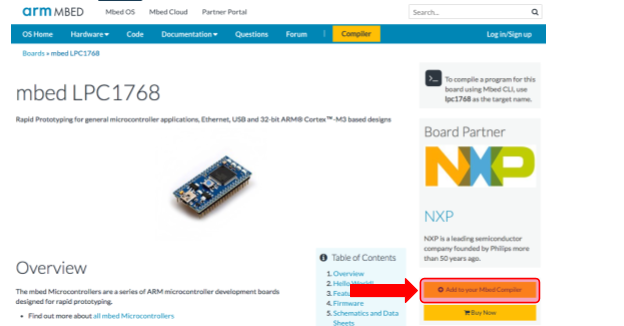 arm MBED Mbed OS Mbed Cloud Partner Portal Search...
OS Home Hardware Code Documentation Questions Forum Compiler Log in/Sign up
Boards » mbed LPC1768
mbed LPC1768
Rapid Prototyping for general microcontroller applications, Ethernet, USB and 32-bit ARM® Cortex™-M3 based designs
Overview
The mbed Microcontrollers are a series of ARM microcontroller development boards
designed for rapid prototyping.
• Find out more about all mbed Microcontrollers
Table of Contents
1. Overview
2. Hello World!
3.
4. Firmware
5. Schematics and Data
Sheets
>_ To compile a program for this
board using Mbed CLI, use
lpc1768 as the target name.
Board Partner
NXP
NXP
NXP is a leading semiconductor
company founded by Philips more
than 50 years ago.
Add to your Mbed Compiler
Buy Now